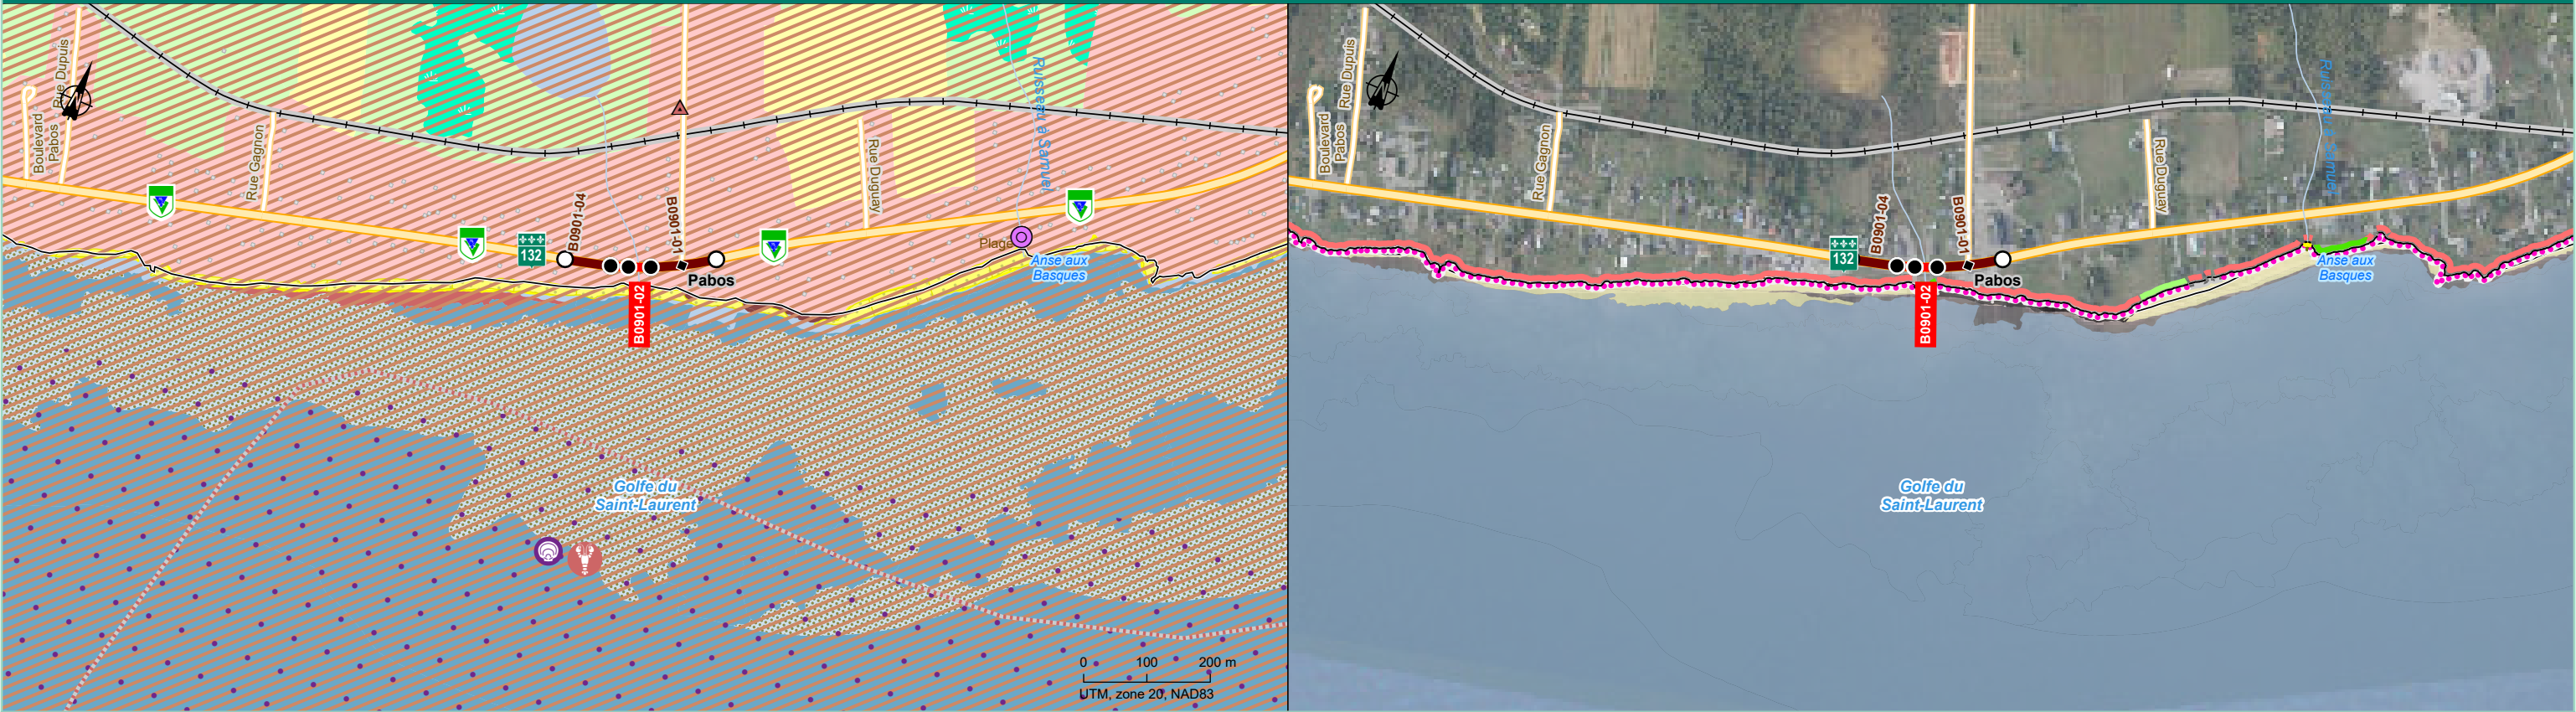 Rue Dupuis
Boulevard
Pabos
Rue Gagnon
Rue Duguay
Ruisseau à Samuel
132
B0901-04
B0901-01
B0901-02
Pabos
Plage
Anse aux
Basques
Golfe du
Saint-Laurent
0 100 200 m
UTM, zone 20, NAD83
Rue Dupuis
Boulevard
Pabos
Rue Gagnon
Rue Duguay
Ruisseau à Samuel
132
B0901-04
B0901-01
B0901-02
Pabos
Anse aux
Basques
Golfe du
Saint-Laurent